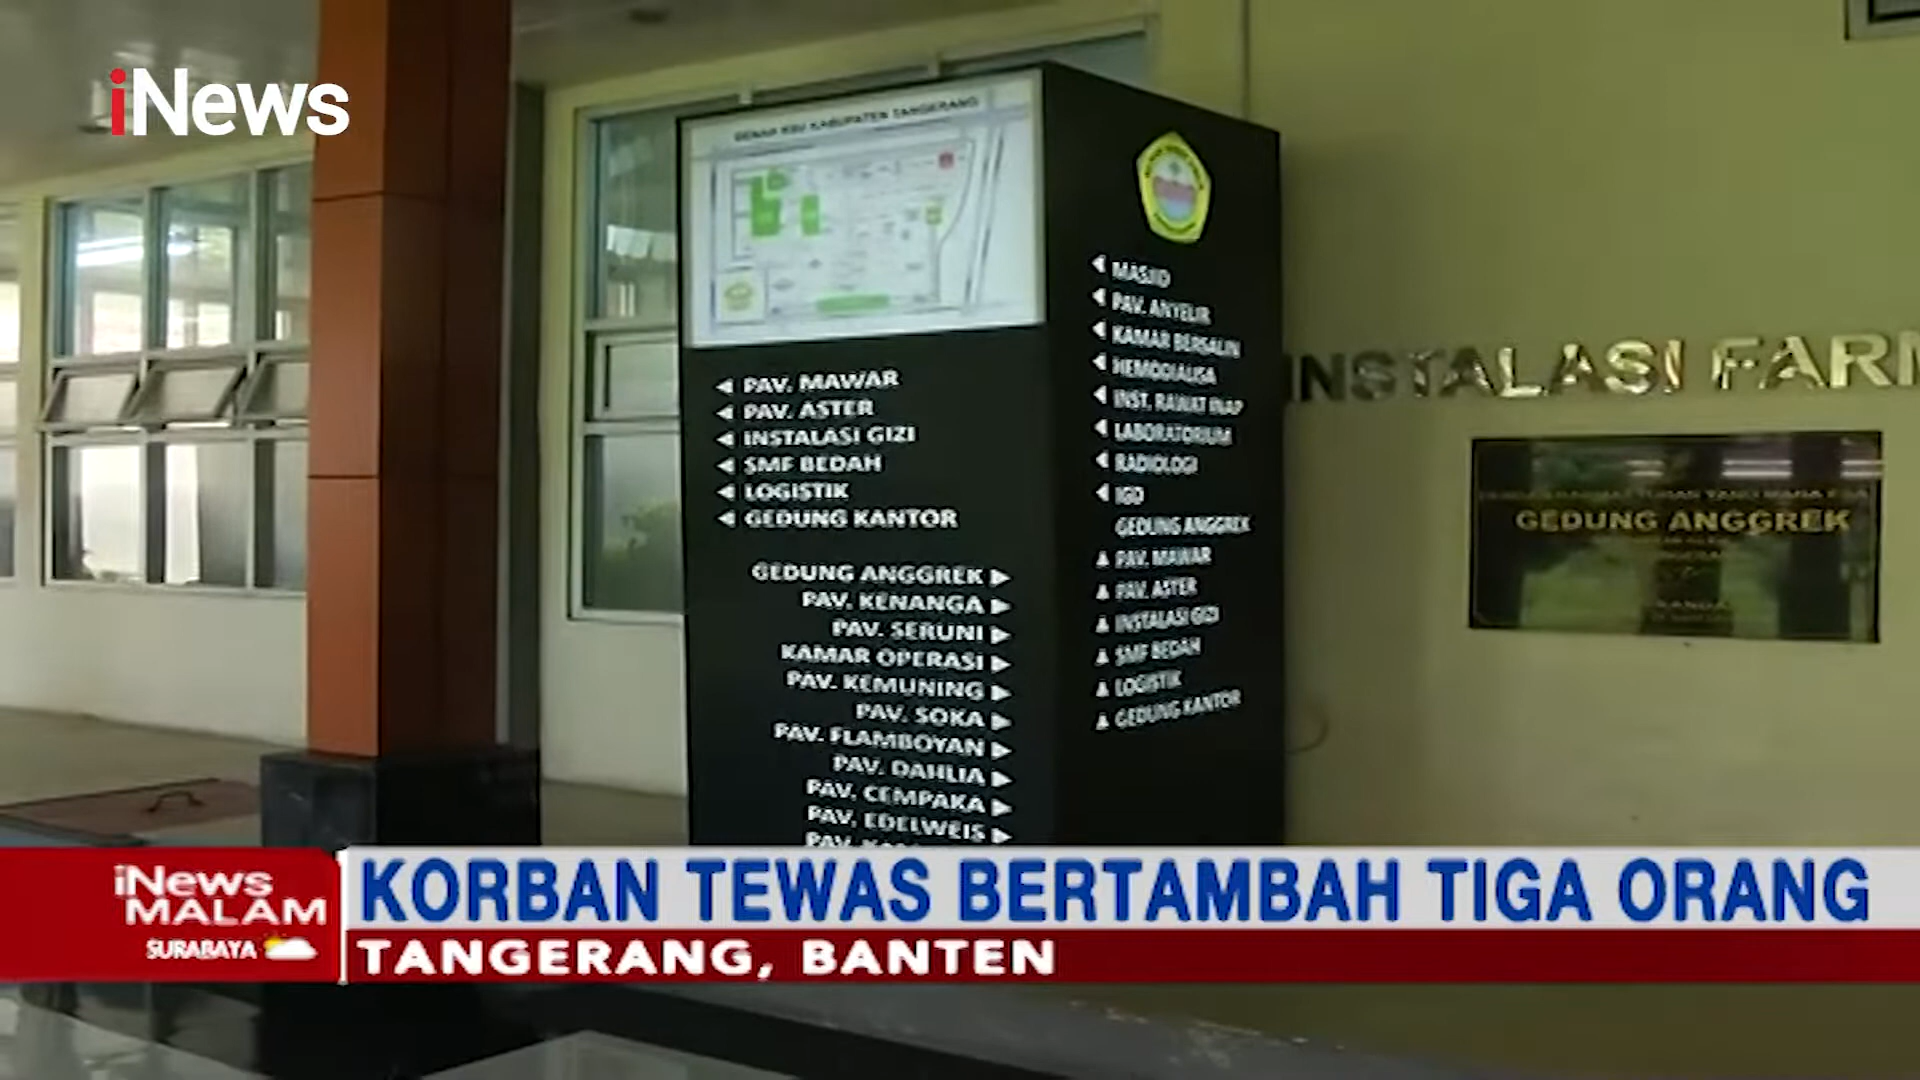 iNews
DENAH RSU KABUPATEN TANGERANG
PAV. MAWAR
PAV. ASTER
INSTALASI GIZI
SMF BEDAH
LOGISTIK
GEDUNG KANTOR
GEDUNG ANGGREK
PAV. KENANGA
PAV. SERUNI
KAMAR OPERASI
PAV. KEMUNING
PAV. SOKA
PAV. FLAMBOYAN
PAV. DAHLIA
PAV. CEMPAKA
PAV. EDELWEIS
PAV.
MASJID
PAV. ANYELIR
KAMAR BERSALIN
HEMODIALISA
INST. RAWAT INAP
LABORATORIUM
RADIOLOGI
IGD
GEDUNG ANGGREK
PAV. MAWAR
PAV. ASTER
INSTALASI GIZI
SMF BEDAH
LOGISTIK
GEDUNG KANTOR
INSTALASI FARM
GEDUNG ANGGREK
iNews
MALAM
SURABAYA
KORBAN TEWAS BERTAMBAH TIGA ORANG
TANGERANG, BANTEN